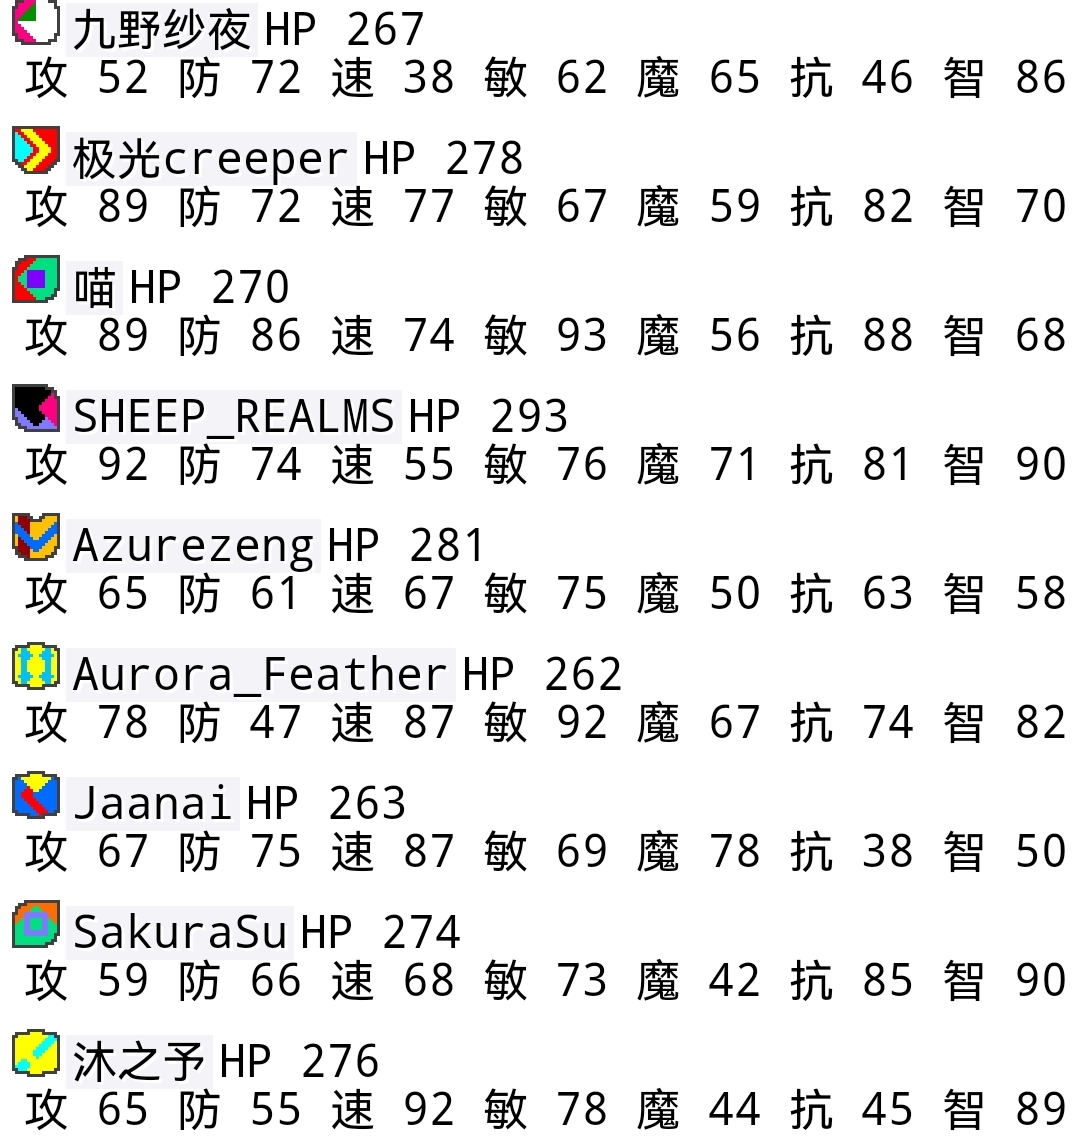 九野纱夜 HP 267
攻 52 防 72 速 38 敏 62 魔 65 抗 46 智 86
极光creeper HP 278
攻 89 防 72 速 77 敏 67 魔 59 抗 82 智 70
喵 HP 270
攻 89 防 86 速 74 敏 93 魔 56 抗 88 智 68
SHEEP_REALMS HP 293
攻 92 防 74 速 55 敏 76 魔 71 抗 81 智 90
Azurezeng HP 281
攻 65 防 61 速 67 敏 75 魔 50 抗 63 智 58
Aurora_Feather HP 262
攻 78 防 47 速 87 敏 92 魔 67 抗 74 智 82
Jaanai HP 263
攻 67 防 75 速 87 敏 69 魔 78 抗 38 智 50
SakuraSu HP 274
攻 59 防 66 速 68 敏 73 魔 42 抗 85 智 90
沐之予 HP 276
攻 65 防 55 速 92 敏 78 魔 44 抗 45 智 89